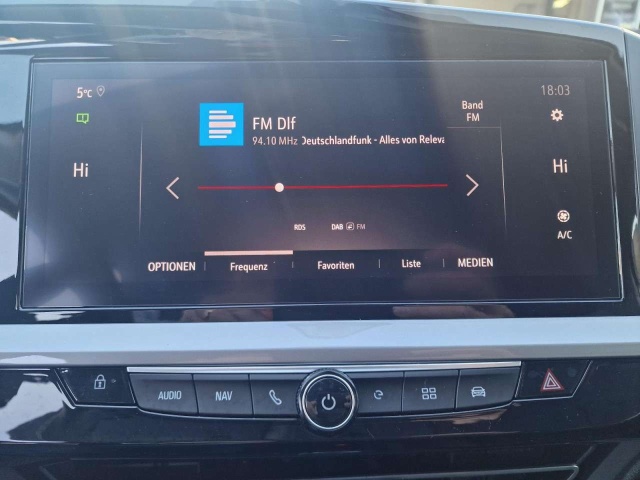 5°C
18:03
FM Dlf
Band
FM
94.10 MHz Deutschlandfunk - Alles von Releva
Hi
Hi
RDS
DAB FM
A/C
OPTIONEN
Frequenz
Favoriten
Liste
MEDIEN
AUDIO
NAV